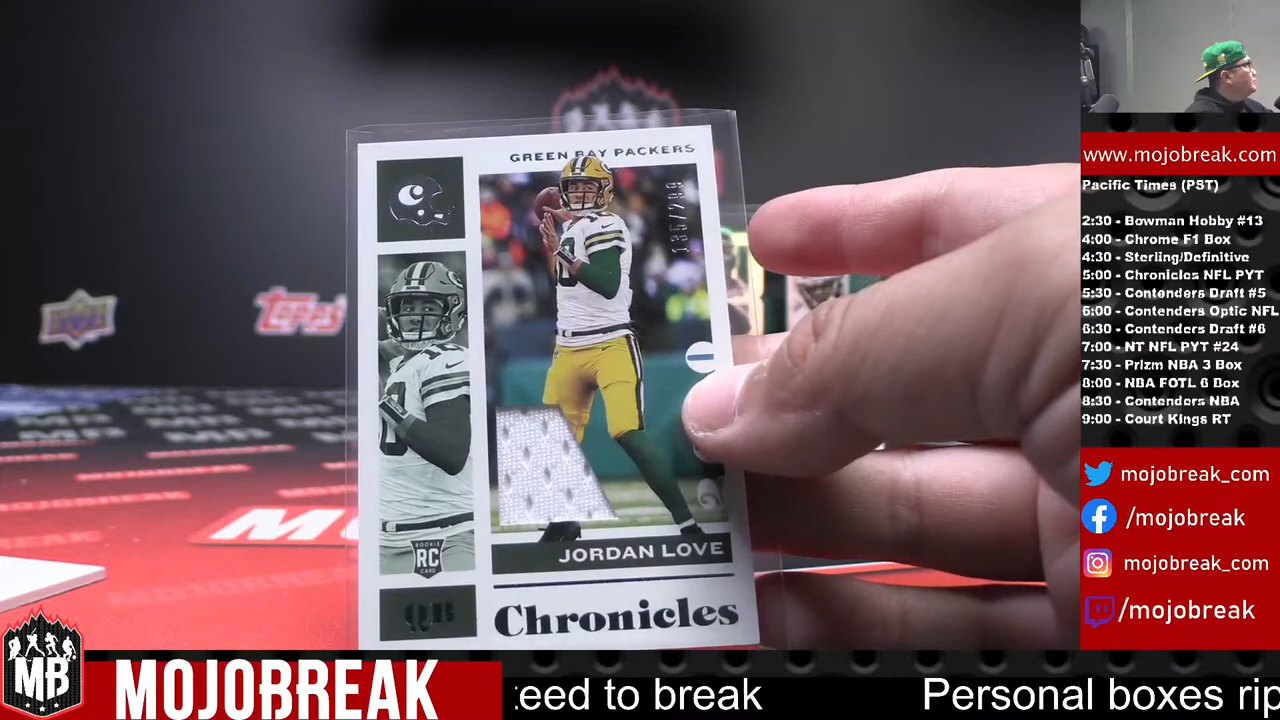 GREEN BAY PACKERS
JORDAN LOVE
ROOKIE
RC
CARD
QB
Chronicles
10
TOPPS
MB
MOJOBREAK
eed to break
Personal boxes rip
www.mojobreak.com
Pacific Times (PST)
2:30 - Bowman Hobby #13
4:00 - Chrome F1 Box
4:30 - Sterling/Definitive
5:00 - Chronicles NFL PYT
5:30 - Contenders Draft #5
6:00 - Contenders Optic NFL
6:30 - Contenders Draft #6
7:00 - NT NFL PYT #24
7:30 - Prizm NBA 3 Box
8:00 - NBA FOTL 6 Box
8:30 - Contenders NBA
9:00 - Court Kings RT
mojobreak_com
/mojobreak
mojobreak_com
/mojobreak